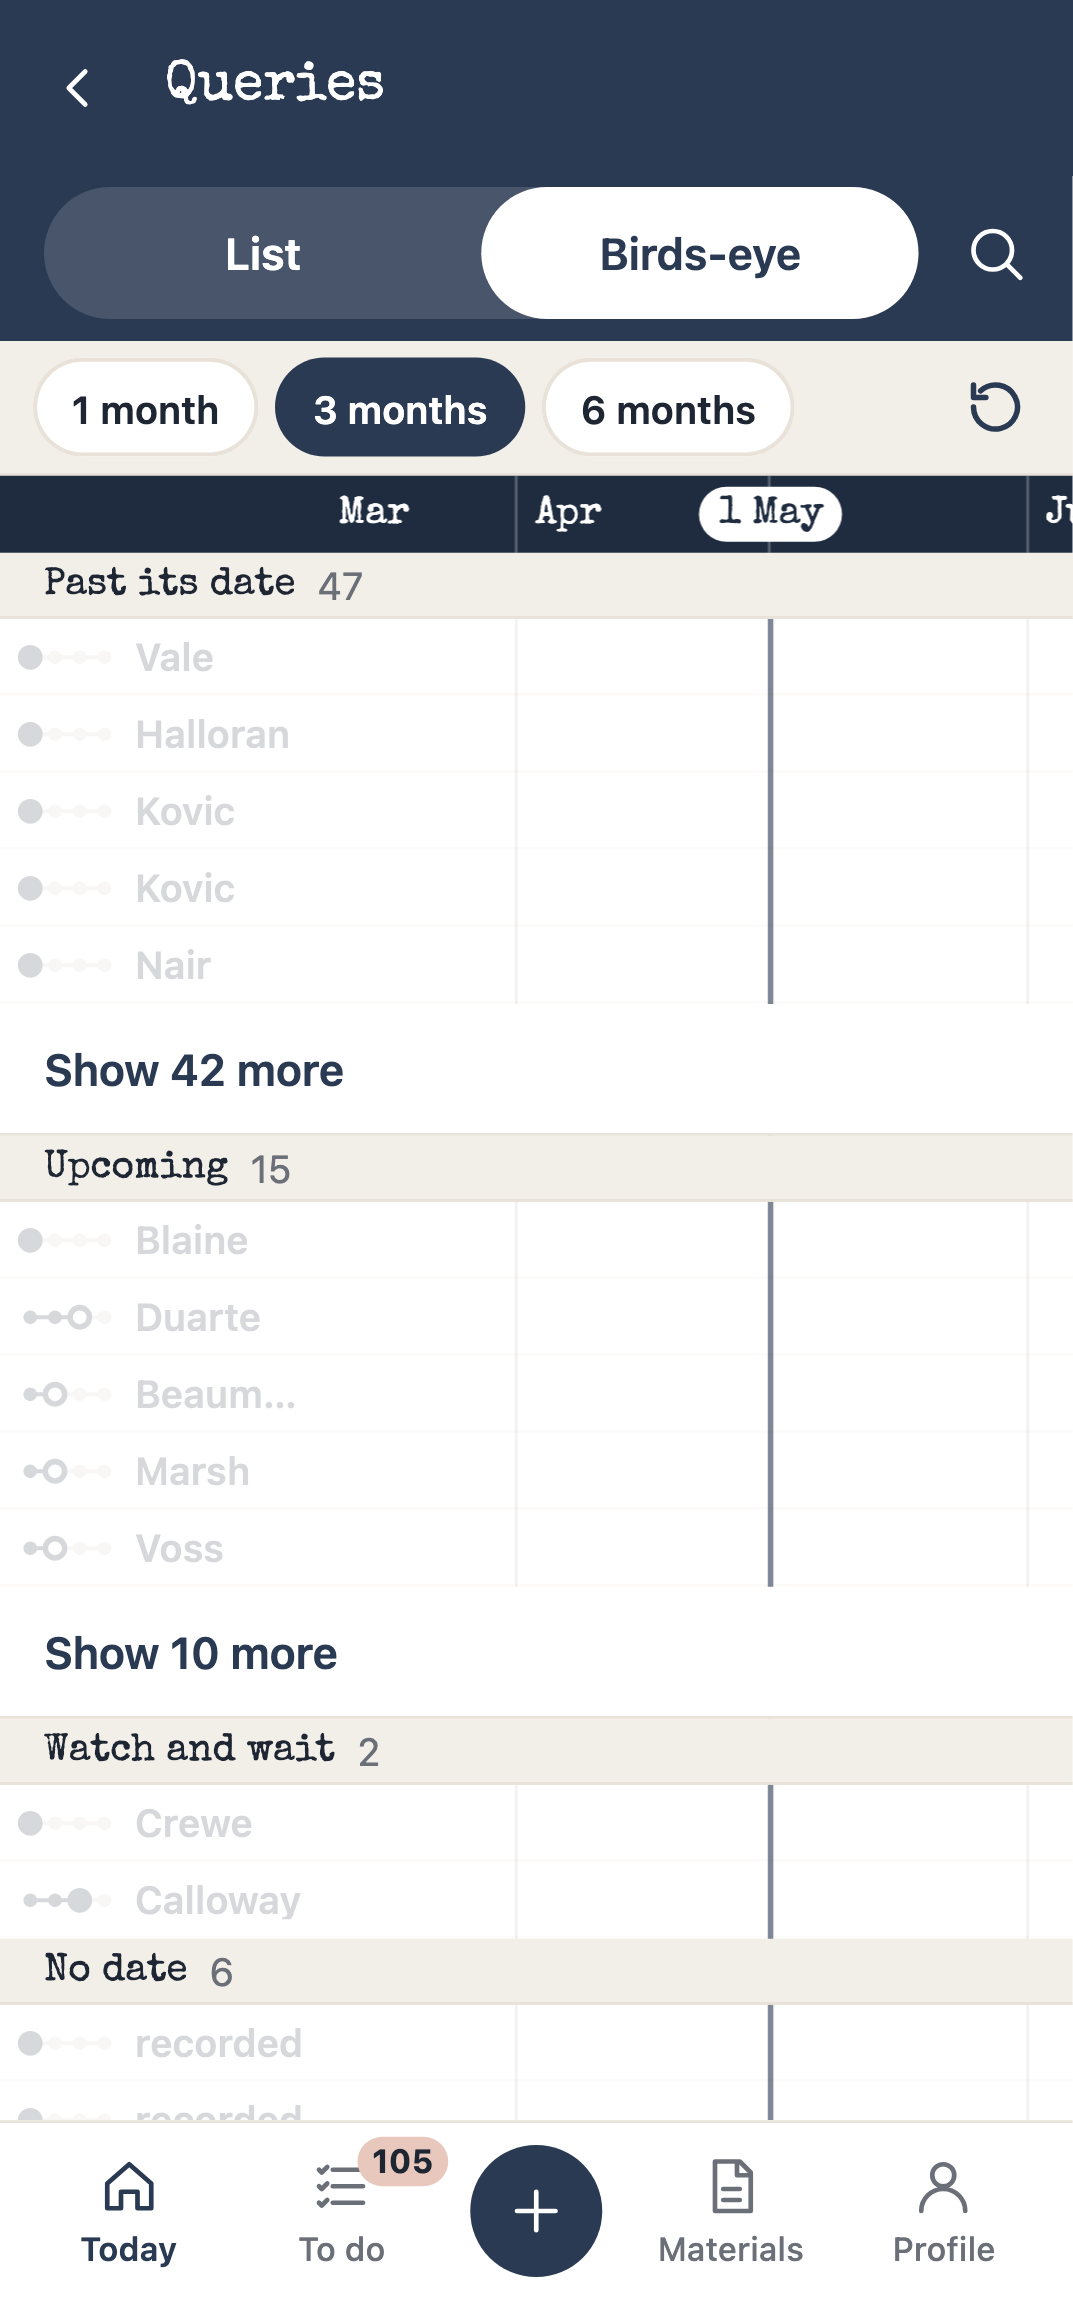 Queries
List Birds-eye
1 month 3 months 6 months
Mar Apr 1 May Ju
Past its date 47
Vale
Halloran
Kovic
Kovic
Nair
Show 42 more
Upcoming 15
Blaine
Duarte
Beaum...
Marsh
Voss
Show 10 more
Watch and wait 2
Crewe
Calloway
No date 6
recorded
recorded
105
Today To do Materials Profile